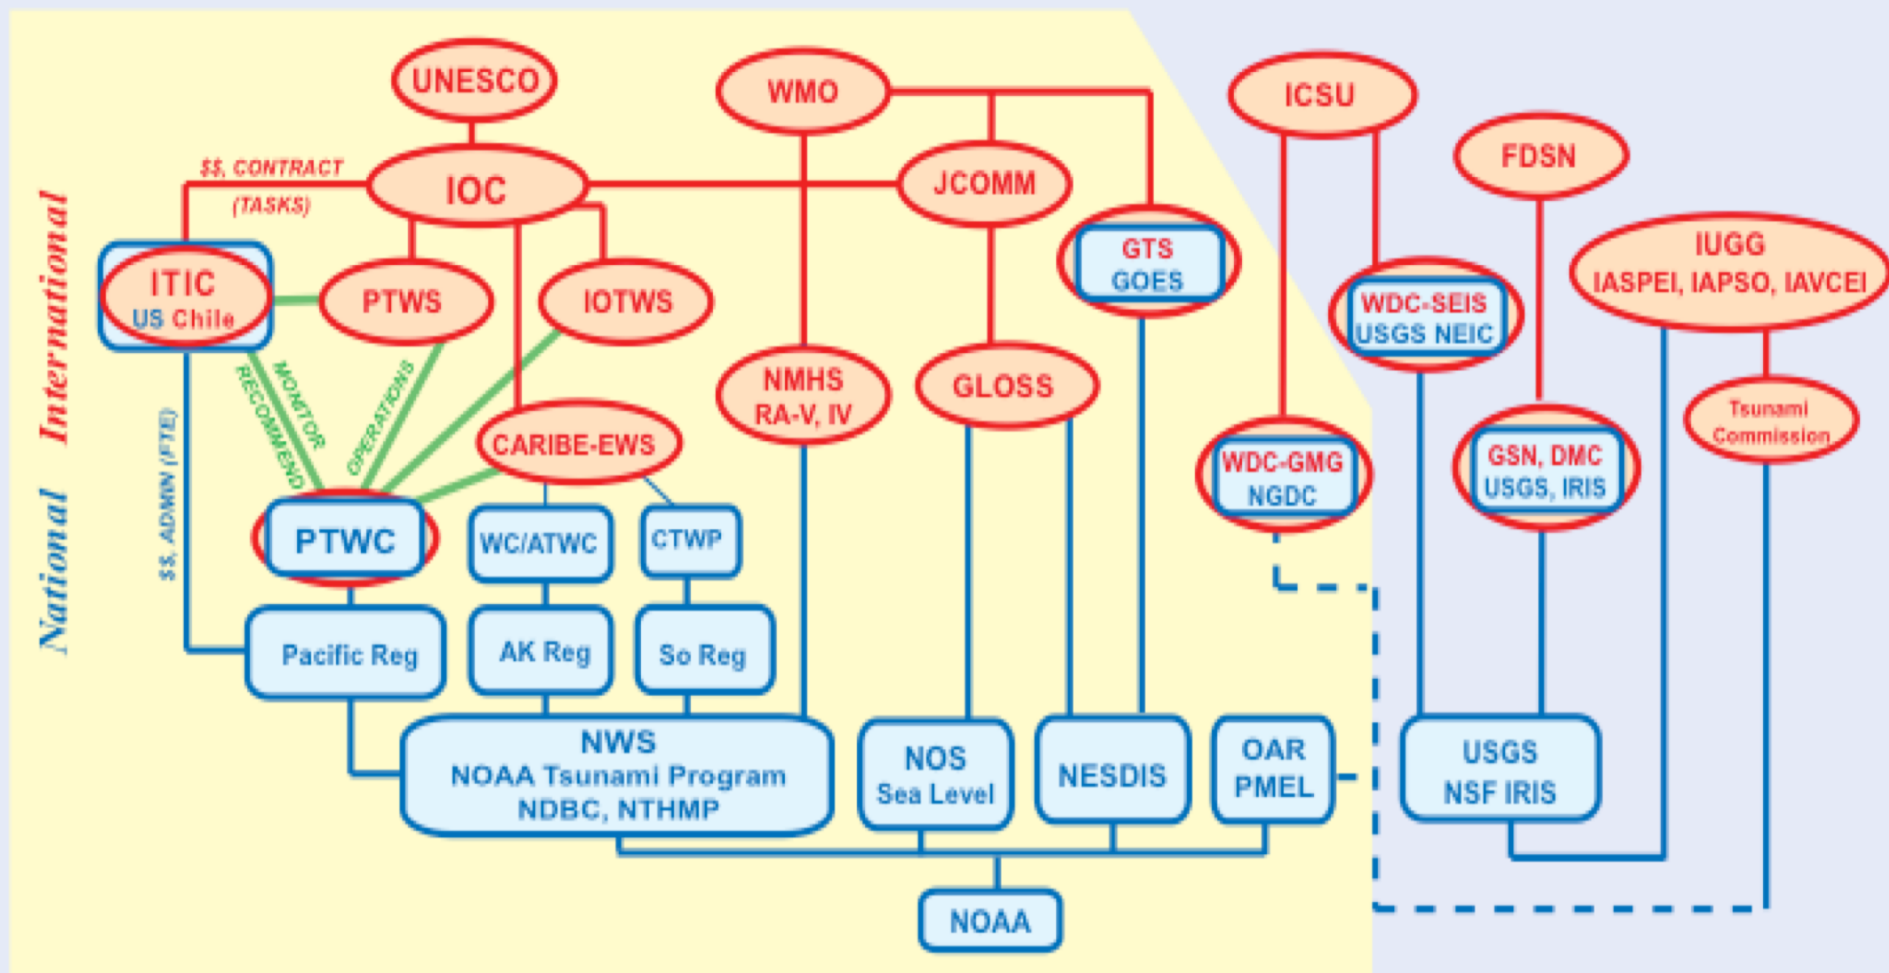 UNESCO
WMO
ICSU
FDSN
$$, CONTRACT
(TASKS)
IOC
JCOMM
GTS
GOES
IUGG
IASPEI, IAPSO, IAVCEI
ITIC
US Chile
PTWS
IOTWS
WDC-SEIS
USGS NEIC
International
MONITOR
RECOMMEND
OPERATIONS
NMHS
RA-V, IV
GLOSS
Tsunami
Commission
CARIBE-EWS
WDC-GMG
NGDC
GSN, DMC
USGS, IRIS
National
$$, ADMIN (FTE)
PTWC
WC/ATWC
CTWP
Pacific Reg
AK Reg
So Reg
NWS
NOAA Tsunami Program
NDBC, NTHMP
NOS
Sea Level
NESDIS
OAR
PMEL
USGS
NSF IRIS
NOAA